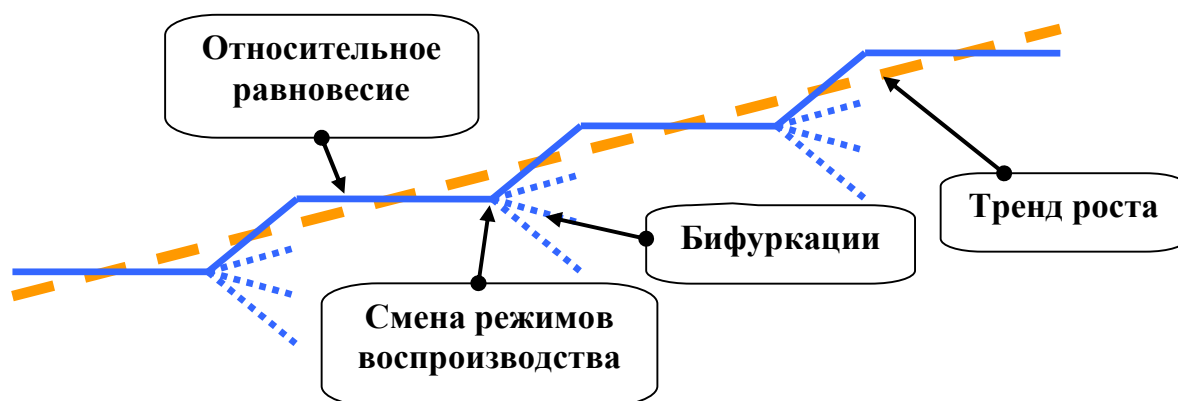 Относительное
равновесие
Тренд роста
Бифуркации
Смена режимов
воспроизводства